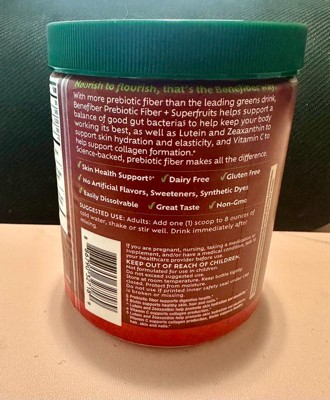 Nourish to flourish, that's the Benefiber way
With more prebiotic fiber than the leading greens drink,
Benefiber Prebiotic Fiber + Superfruits helps support a
balance of good gut bacteria‡ to help keep your body
working its best, as well as Lutein and Zeaxanthin to
support skin hydration and elasticity, and Vitamin C to
help support collagen formation.
Science-backed, prebiotic fiber makes all the difference.
✓Skin Health Support ✓Dairy Free ✓Gluten Free
✓No Artificial Flavors, Sweeteners, Synthetic Dyes
✓Easily Dissolvable ✓Great Taste ✓Non-Gmo
SUGGESTED USE: Adults: Add one (1) scoop to 8 ounces of
cold water, shake or stir well. Drink immediately after
mixing.
If you are pregnant, nursing, taking a medication
supplement, and/or have a medical condition
your healthcare provider before use.
KEEP OUT OF REACH OF CHILDREN.
Not formulated for use in children.
Do not exceed suggested use.
Store at room temperature. Keep bottle tightly
closed. Protect from moisture.
Do not use if printed inner safety seal under cap
is broken or missing.
Prebiotic fiber supports digestive health.